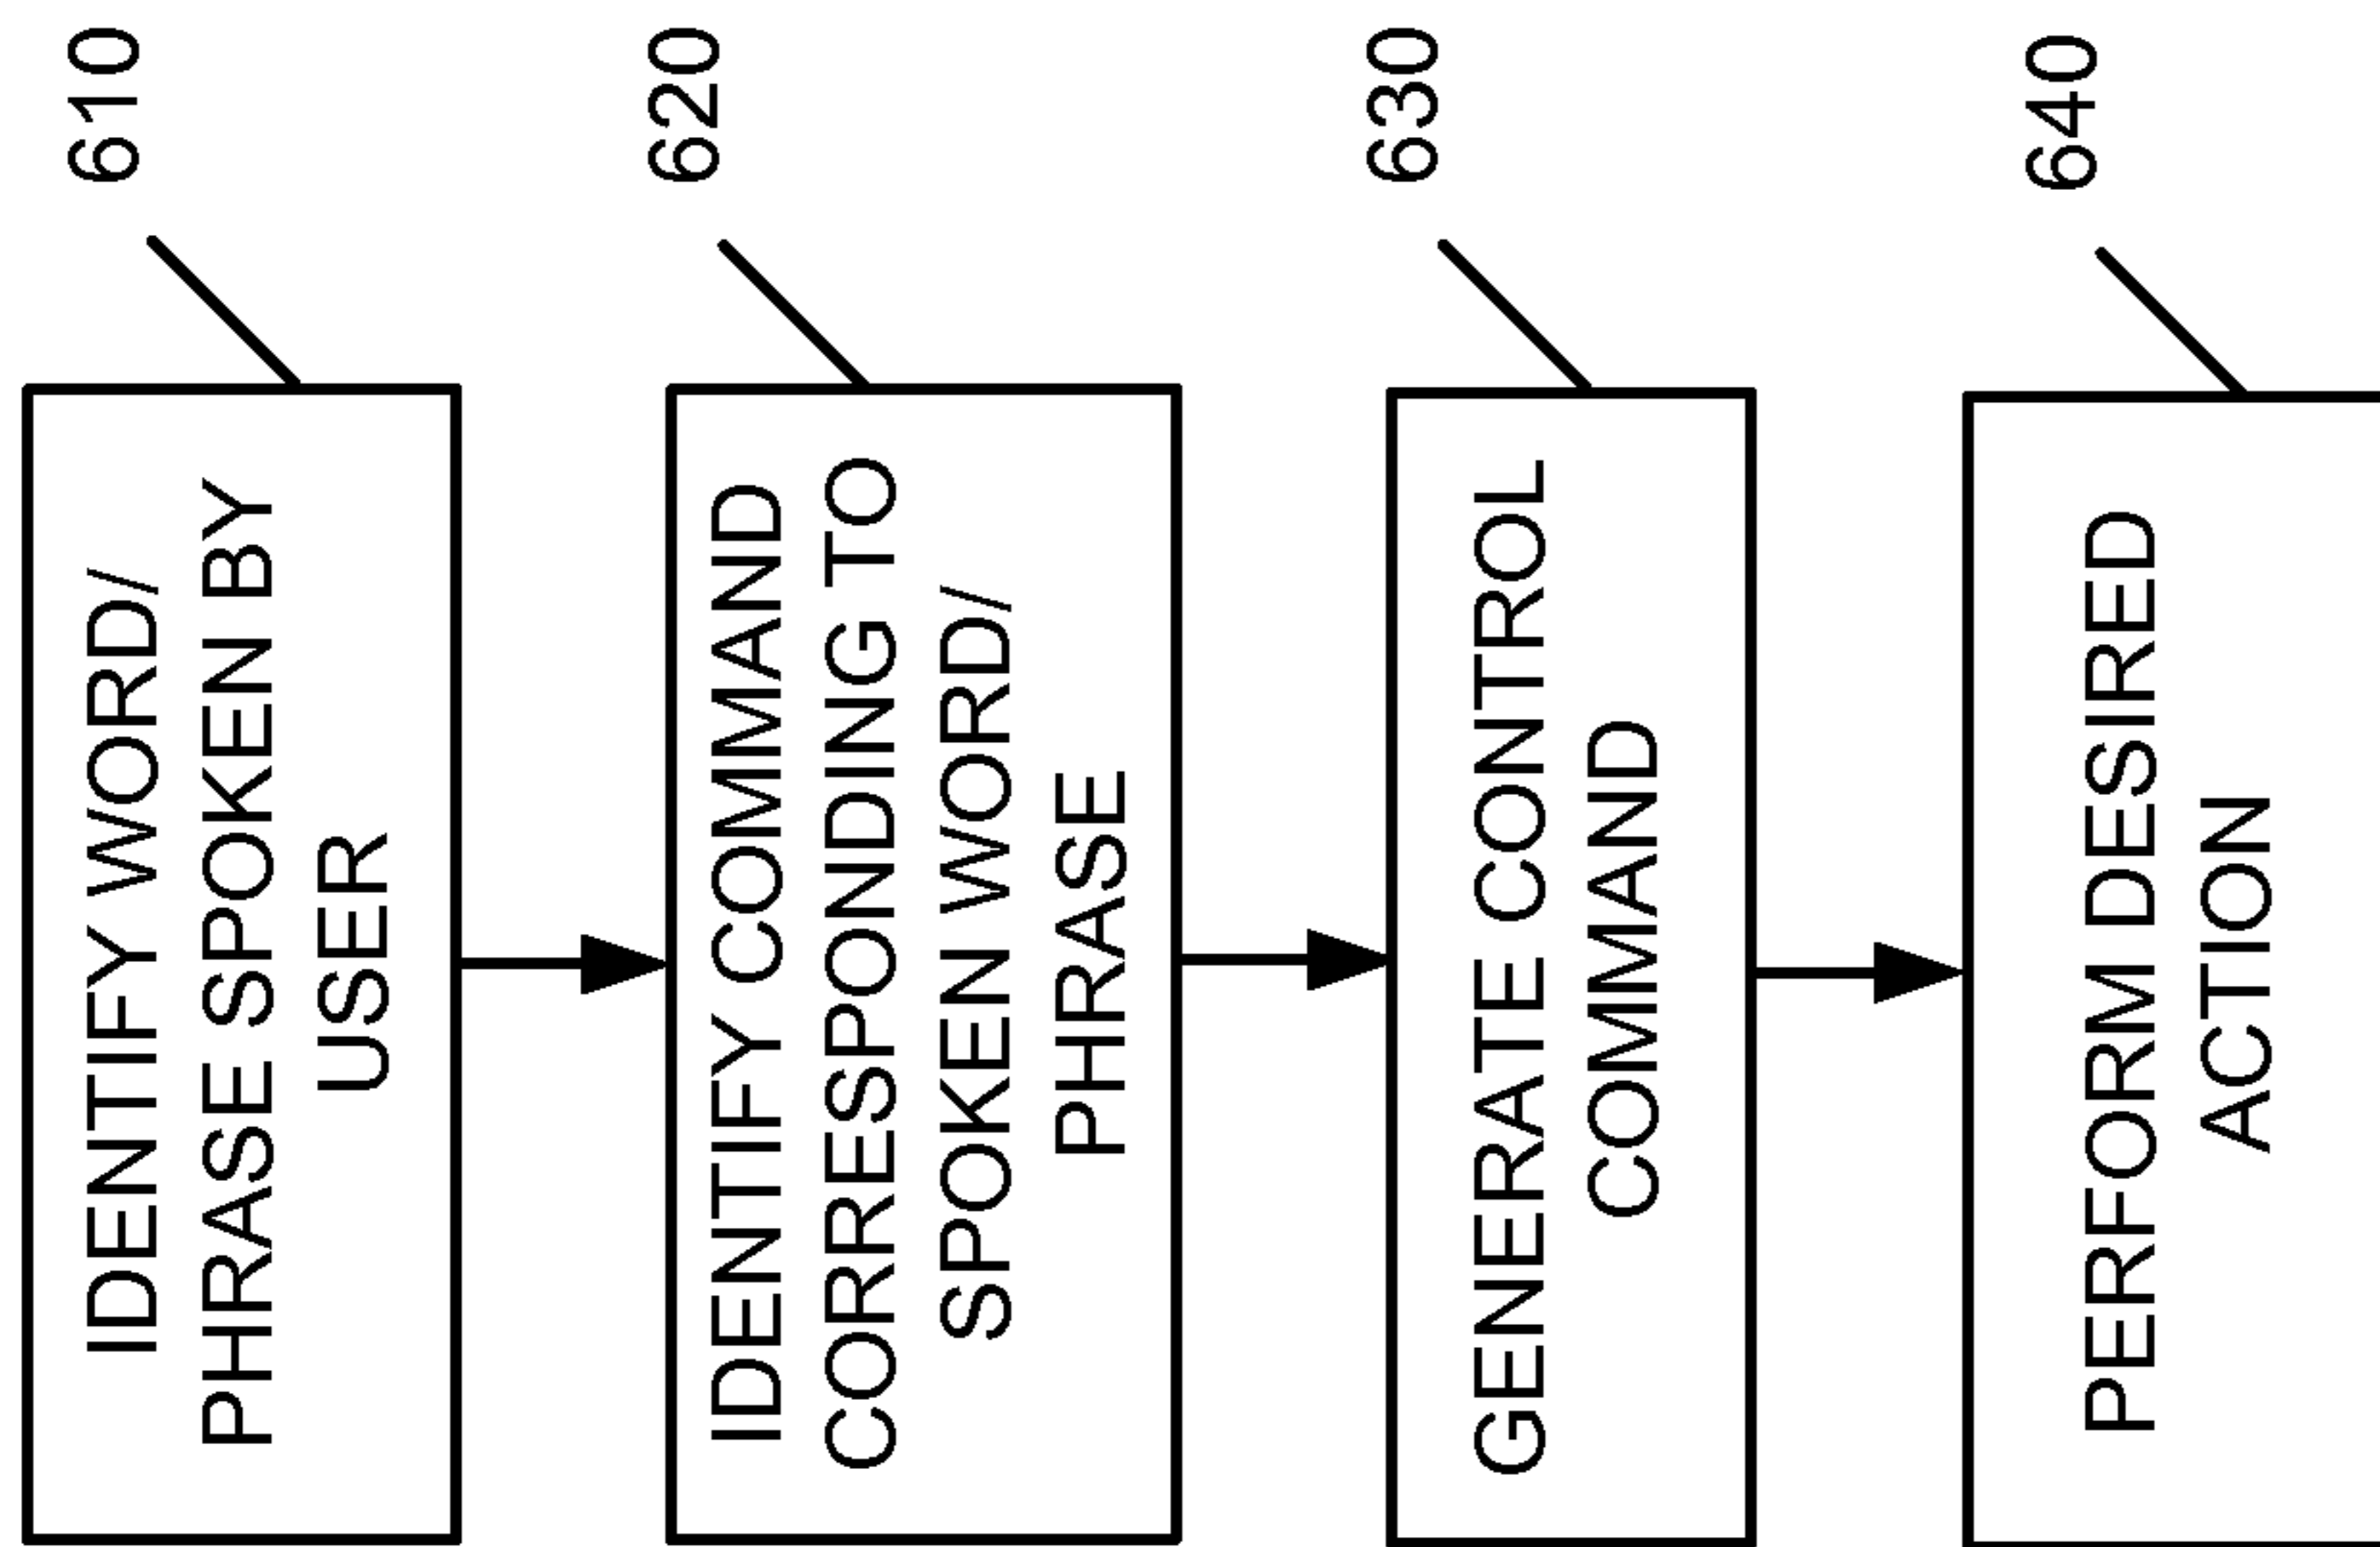 610
IDENTIFY WORD/
PHRASE SPOKEN BY
USER
620
IDENTIFY COMMAND
CORRESPONDING TO
SPOKEN WORD/
PHRASE
630
GENERATE CONTROL
COMMAND
640
PERFORM DESIRED
ACTION